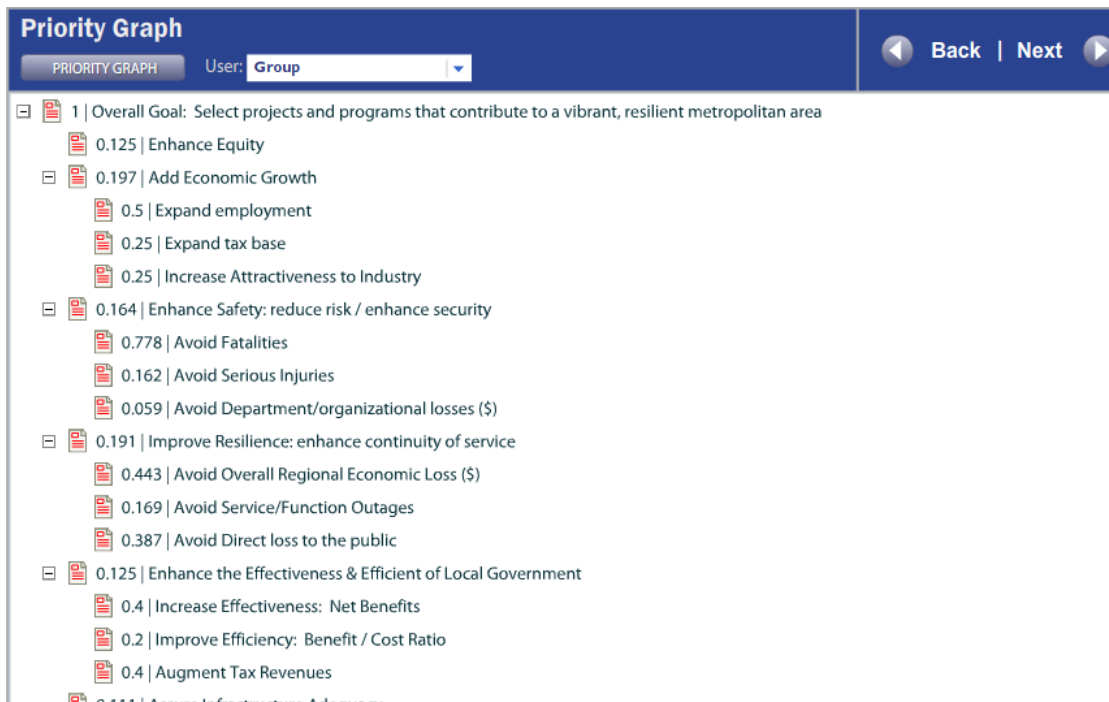 Priority Graph
PRIORITY GRAPH User: Group
Back | Next
1 | Overall Goal: Select projects and programs that contribute to a vibrant, resilient metropolitan area
0.125 | Enhance Equity
0.197 | Add Economic Growth
0.5 | Expand employment
0.25 | Expand tax base
0.25 | Increase Attractiveness to Industry
0.164 | Enhance Safety: reduce risk / enhance security
0.778 | Avoid Fatalities
0.162 | Avoid Serious Injuries
0.059 | Avoid Department/organizational losses ($)
0.191 | Improve Resilience: enhance continuity of service
0.443 | Avoid Overall Regional Economic Loss ($)
0.169 | Avoid Service/Function Outages
0.387 | Avoid Direct loss to the public
0.125 | Enhance the Effectiveness & Efficient of Local Government
0.4 | Increase Effectiveness: Net Benefits
0.2 | Improve Efficiency: Benefit / Cost Ratio
0.4 | Augment Tax Revenues